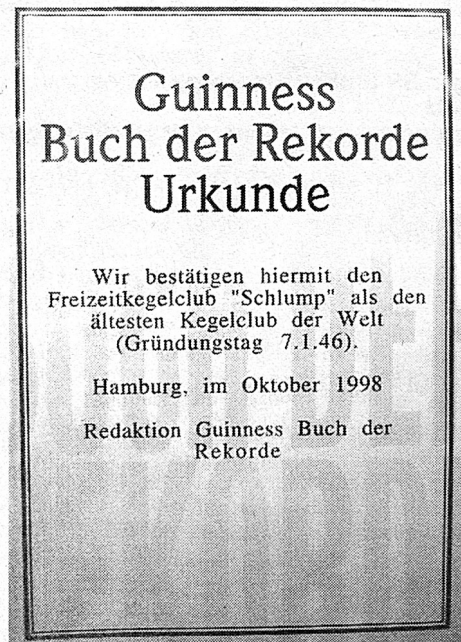 Guinness
Buch der Rekorde
Urkunde
Wir bestätigen hiermit den
Freizeitkegelclub "Schlump" als den
ältesten Kegelclub der Welt
(Gründungstag 7.1.46).
Hamburg, im Oktober 1998
Redaktion Guinness Buch der
Rekorde